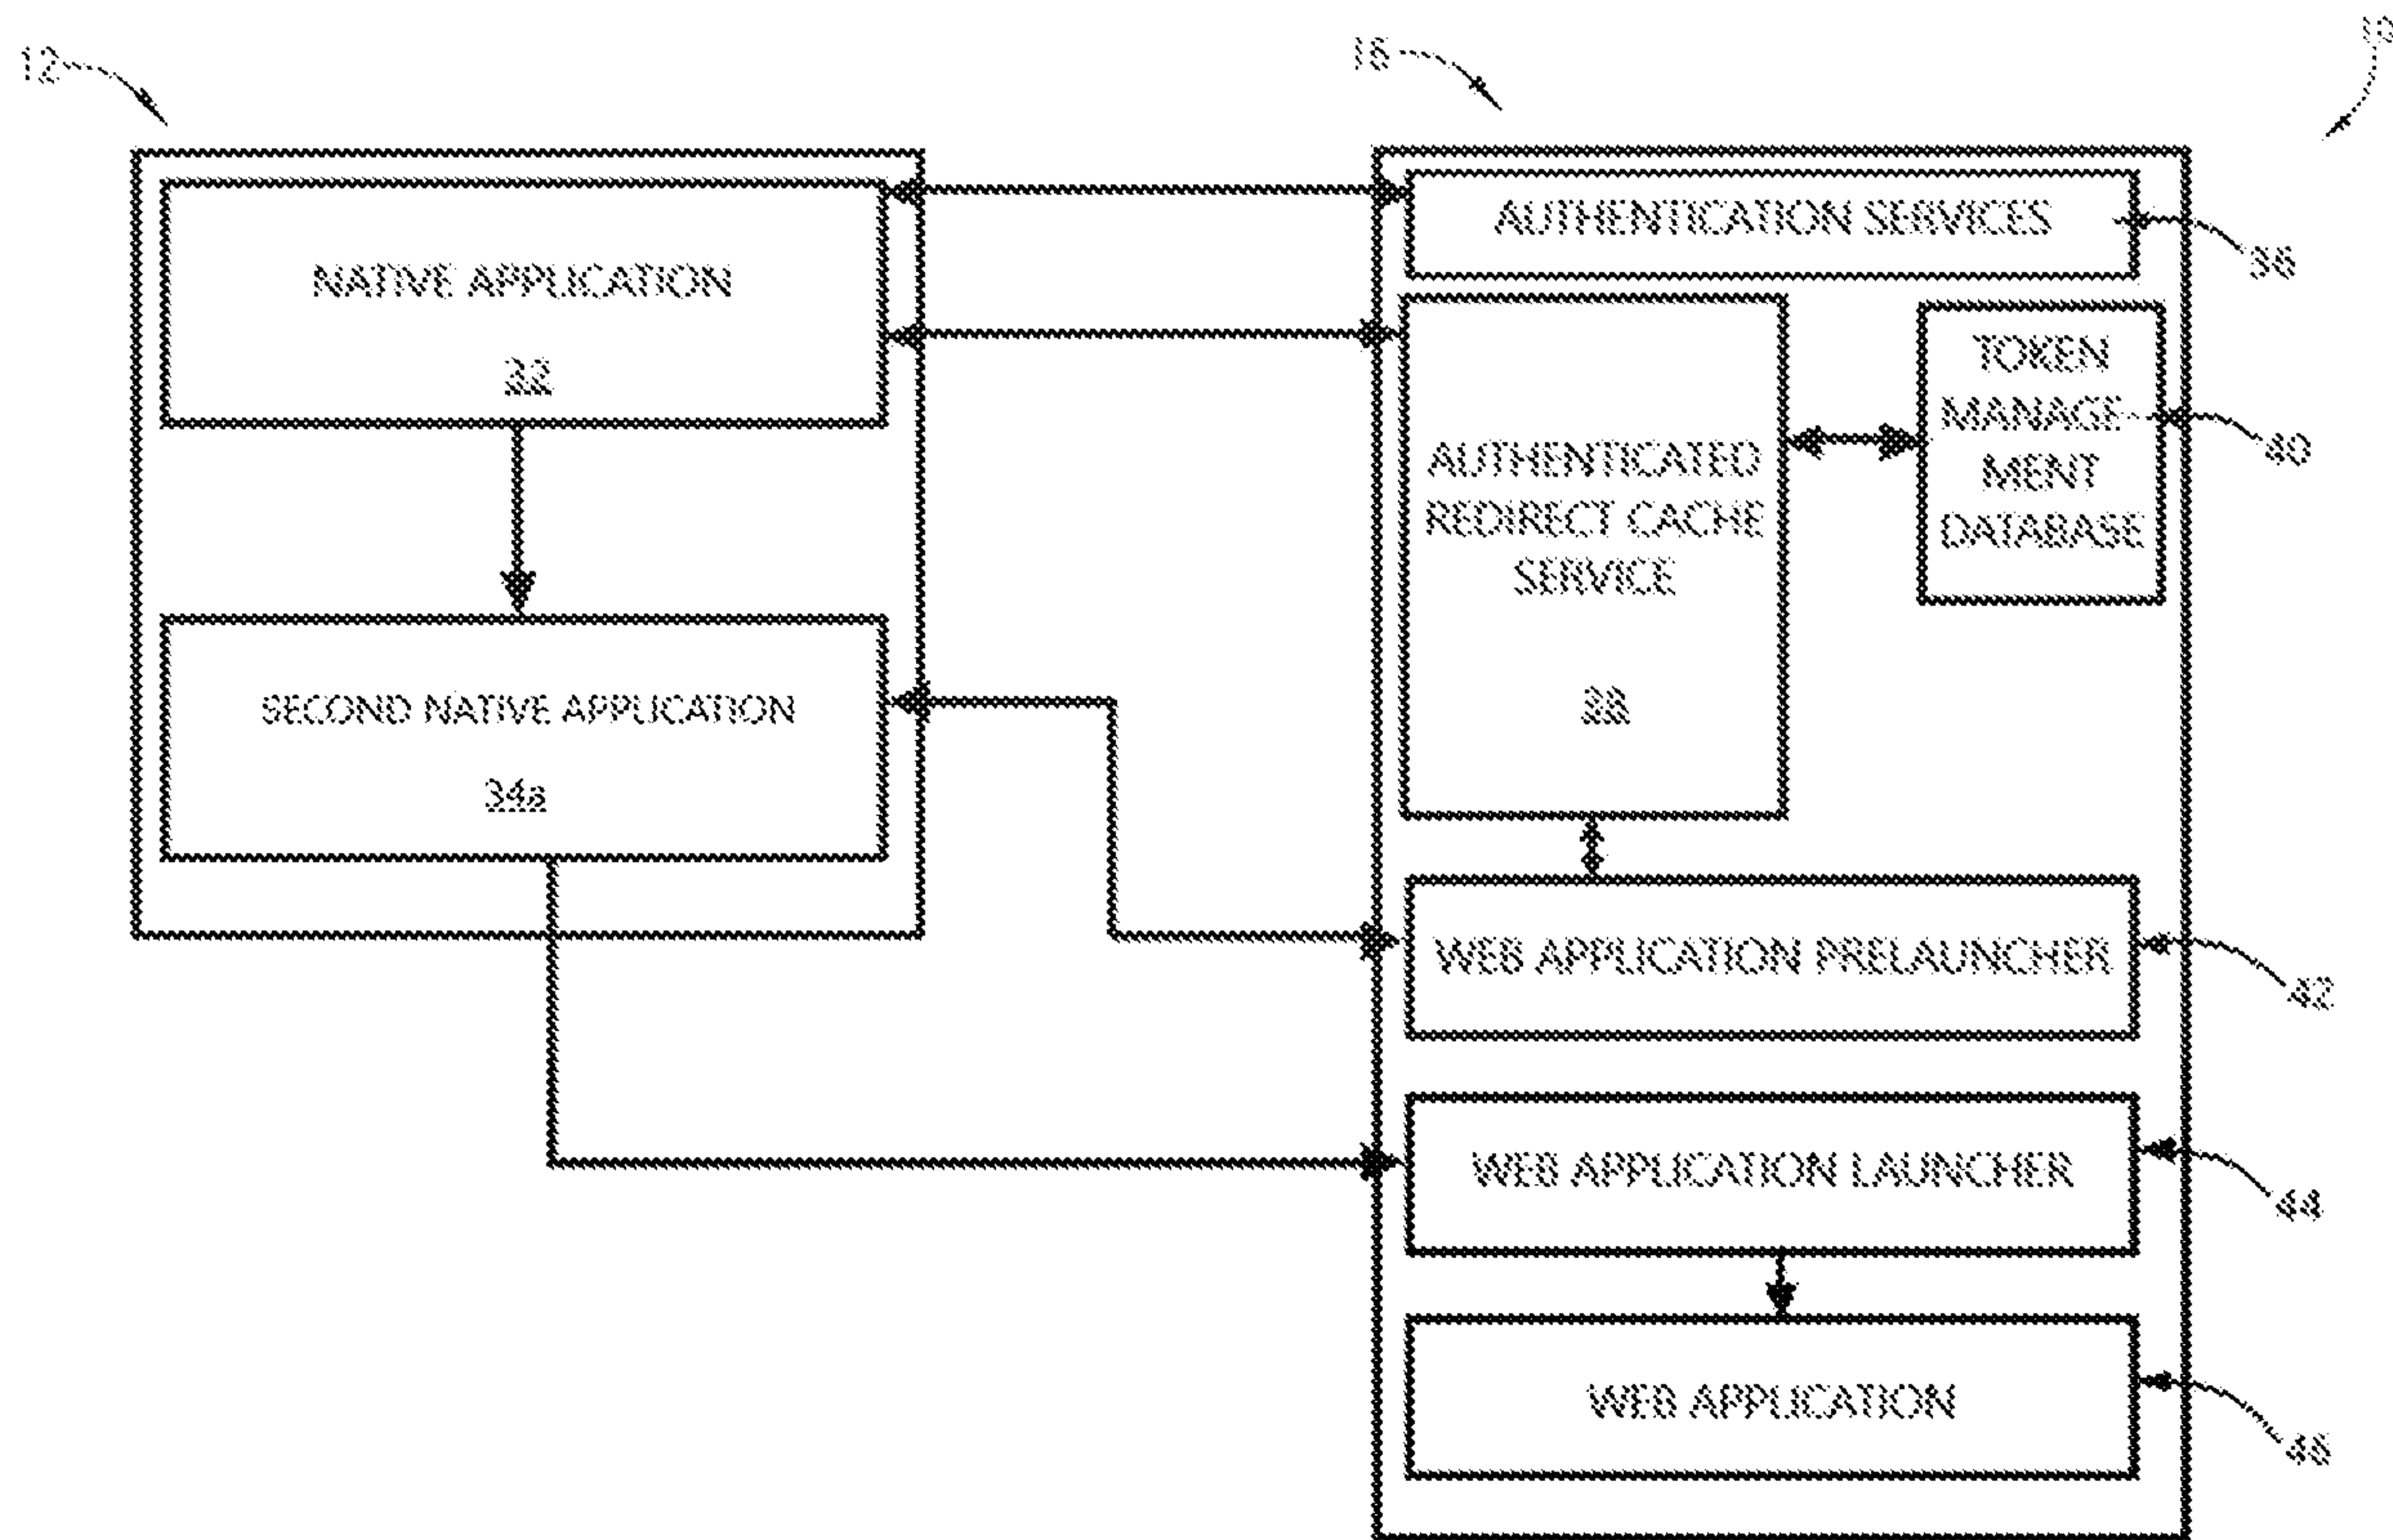 12
16
10
NATIVE APPLICATION
32
SECOND NATIVE APPLICATION
34a
AUTHENTICATION SERVICES
36
AUTHENTICATED
REDIRECT CACHE
SERVICE
38
TOKEN
MANAGE
MENT
DATABASE
40
WEB APPLICATION PRELAUNCHER
42
WEB APPLICATION LAUNCHER
44
WEB APPLICATION
46